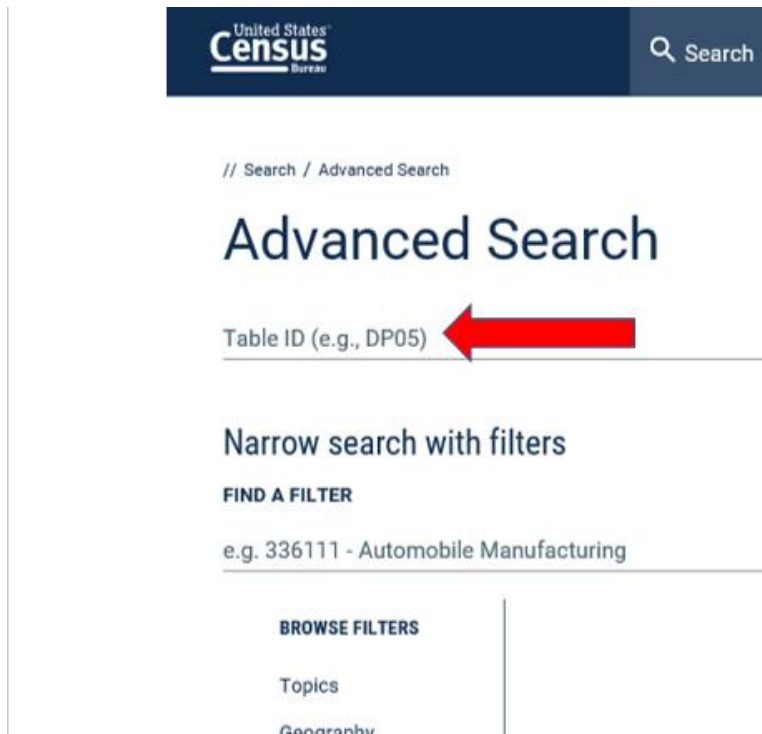 United States
Census
Bureau
Search
// Search / Advanced Search
Advanced Search
Table ID (e.g., DP05)
Narrow search with filters
FIND A FILTER
e.g. 336111 - Automobile Manufacturing
BROWSE FILTERS
Topics
Geography